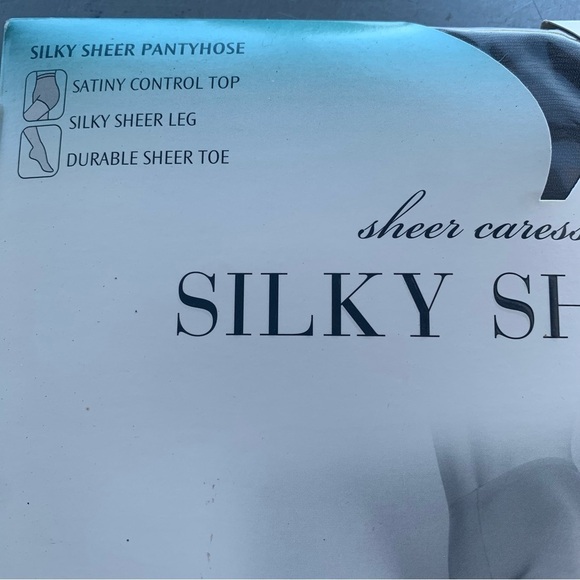 SILKY SHEER PANTYHOSE
SATINY CONTROL TOP
SILKY SHEER LEG
DURABLE SHEER TOE
sheer caress
SILKY SH